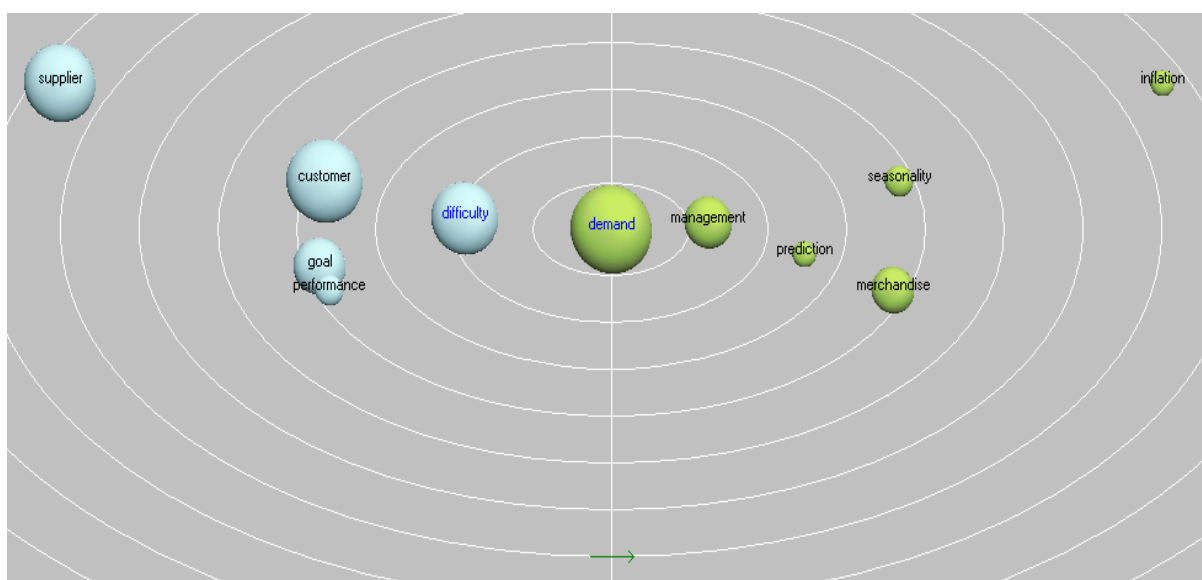 supplier
inflation
customer
seasonality
difficulty
demand
management
prediction
goal
performance
merchandise